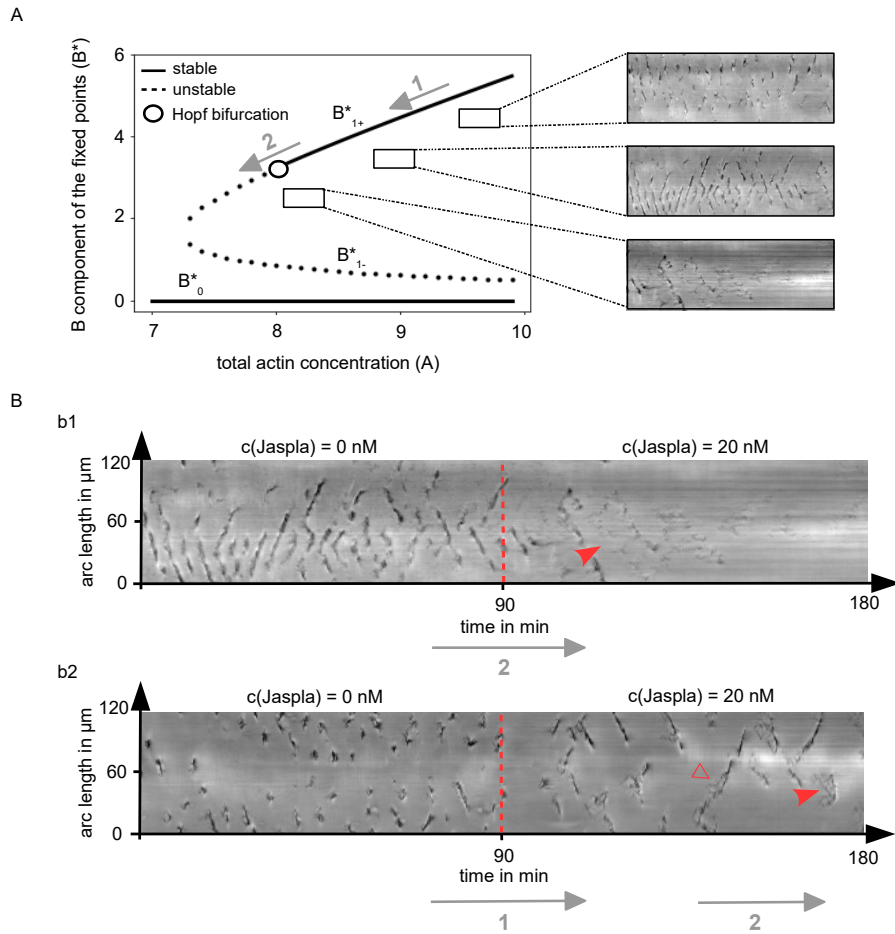 A
B component of the fixed points (B*)
6
4
2
0
stable
unstable
Hopf bifurcation
1
2
B*1+
B*1-
B*0
7
8
9
10
total actin concentration (A)
B
b1
c(Jaspla) = 0 nM
c(Jaspla) = 20 nM
arc length in µm
120
60
0
90
180
time in min
2
b2
c(Jaspla) = 0 nM
c(Jaspla) = 20 nM
arc length in µm
120
60
0
90
180
time in min
1
2